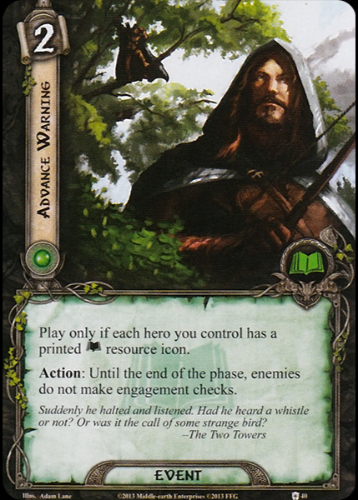 2
Advance Warning
Play only if each hero you control has a
printed resource icon.
Action: Until the end of the phase, enemies
do not make engagement checks.
Suddenly he halted and listened. Had he heard a whistle
or not? Or was it the call of some strange bird?
–The Two Towers
Event
Illus. Adam Lane
©2013 Middle-earth Enterprises ©2013 FFG
40